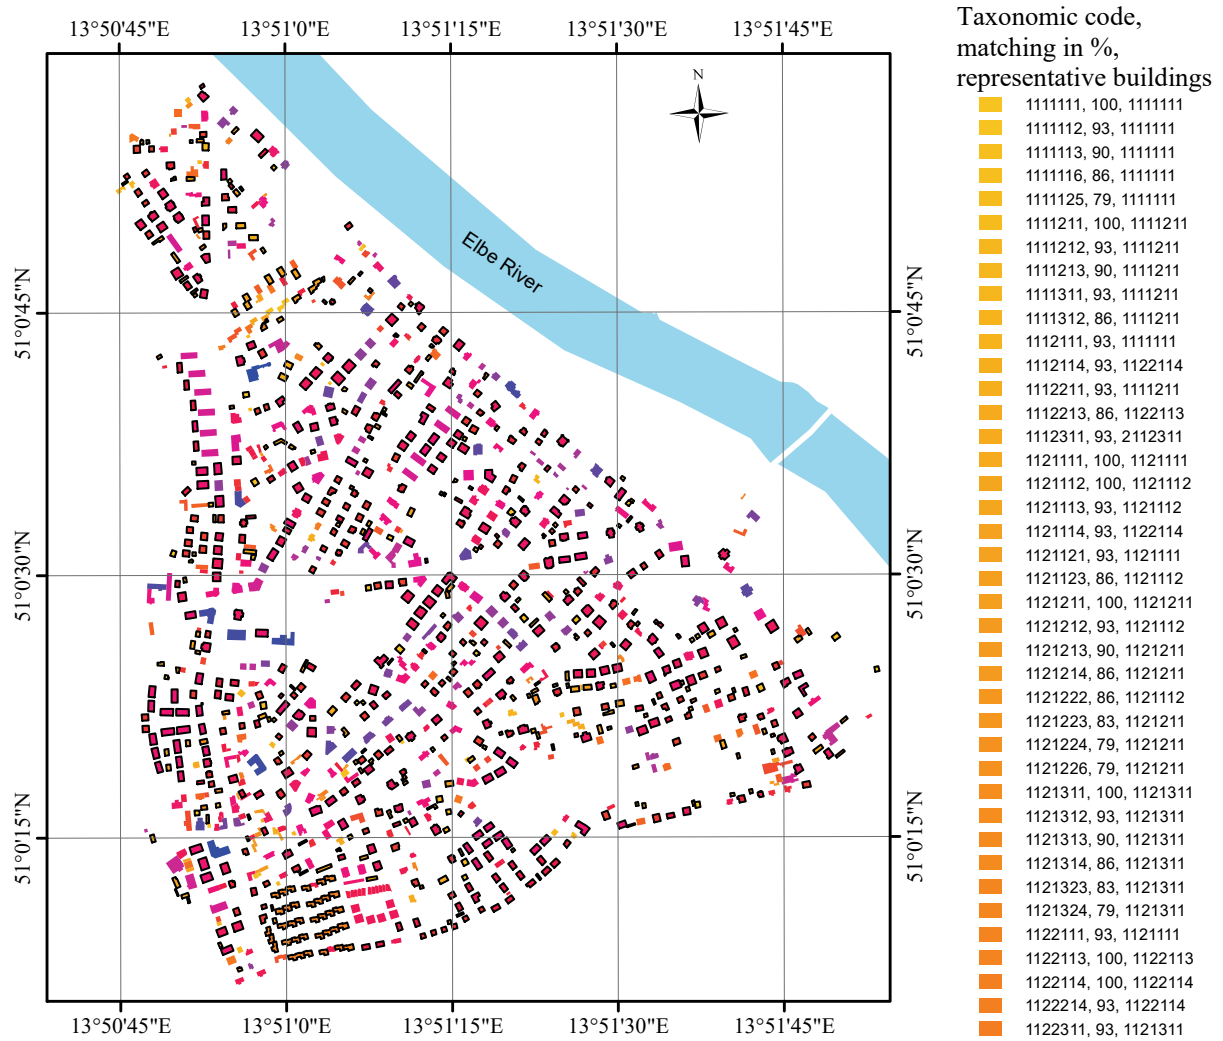 13°50'45"E
13°51'0"E
13°51'15"E
13°51'30"E
13°51'45"E
N
Elbe River
51°0'45"N
51°0'45"N
51°0'30"N
51°0'30"N
51°0'15"N
51°0'15"N
13°50'45"E
13°51'0"E
13°51'15"E
13°51'30"E
13°51'45"E
Taxonomic code,
matching in %,
representative buildings
1111111, 100, 1111111
1111112, 93, 1111111
1111113, 90, 1111111
1111116, 86, 1111111
1111125, 79, 1111111
1111211, 100, 1111211
1111212, 93, 1111211
1111213, 90, 1111211
1111311, 93, 1111211
1111312, 86, 1111211
1112111, 93, 1111111
1112114, 93, 1122114
1112211, 93, 1111211
1112213, 86, 1122113
1112311, 93, 2112311
1121111, 100, 1121111
1121112, 100, 1121112
1121113, 93, 1121112
1121114, 93, 1122114
1121121, 93, 1121111
1121123, 86, 1121112
1121211, 100, 1121211
1121212, 93, 1121112
1121213, 90, 1121211
1121214, 86, 1121211
1121222, 86, 1121112
1121223, 83, 1121211
1121224, 79, 1121211
1121226, 79, 1121211
1121311, 100, 1121311
1121312, 93, 1121311
1121313, 90, 1121311
1121314, 86, 1121311
1121323, 83, 1121311
1121324, 79, 1121311
1122111, 93, 1121111
1122113, 100, 1122113
1122114, 100, 1122114
1122214, 93, 1122114
1122311, 93, 1121311